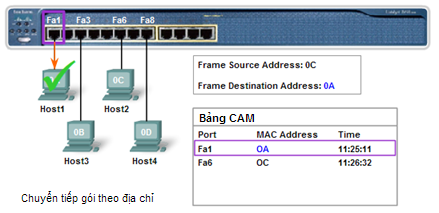 Fa1 Fa3 Fa6 Fa8
Frame Source Address: 0C
Frame Destination Address: 0A
0C
Host1 Host2
0B 0D
Host3 Host4
Bảng CAM
Port MAC Address Time
Fa1 OA 11:25:11
Fa6 OC 11:26:32
Chuyển tiếp gói theo địa chỉ